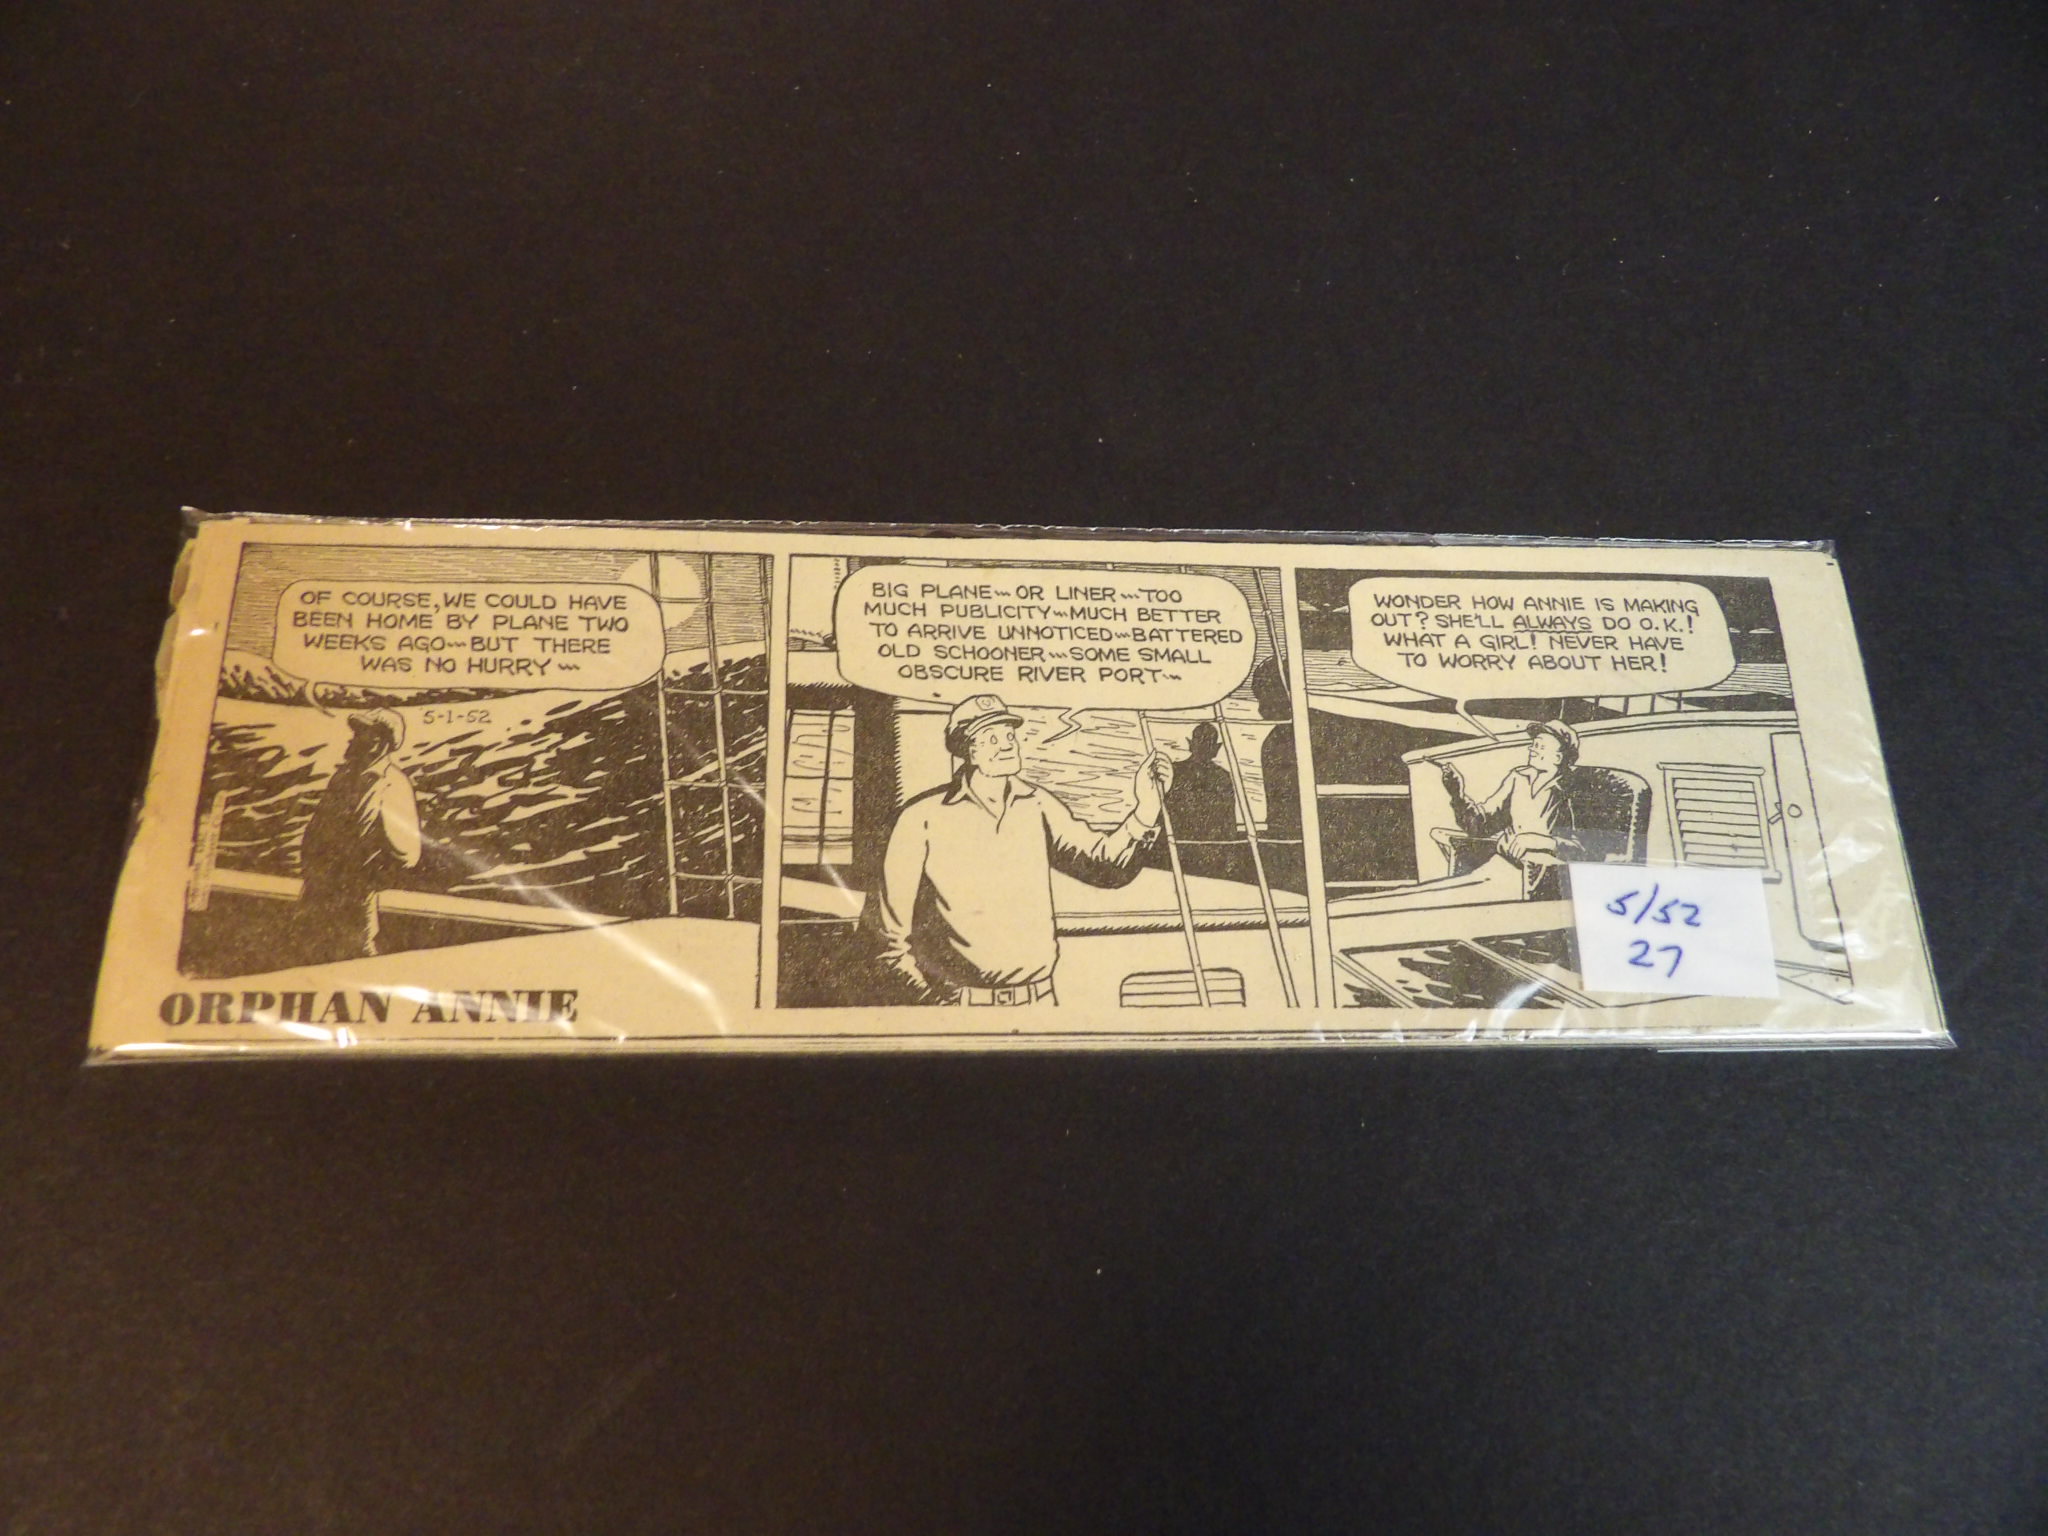 OF COURSE, WE COULD HAVE
BEEN HOME BY PLANE TWO
WEEKS AGO~BUT THERE
WAS NO HURRY~
5-1-52
BIG PLANE~OR LINER~TOO
MUCH PUBLICITY~MUCH BETTER
TO ARRIVE UNNOTICED~BATTERED
OLD SCHOONER~SOME SMALL
OBSCURE RIVER PORT~
WONDER HOW ANNIE IS MAKING
OUT? SHE'LL ALWAYS DO O.K.!
WHAT A GIRL! NEVER HAVE
TO WORRY ABOUT HER!
5/52
27
ORPHAN ANNIE